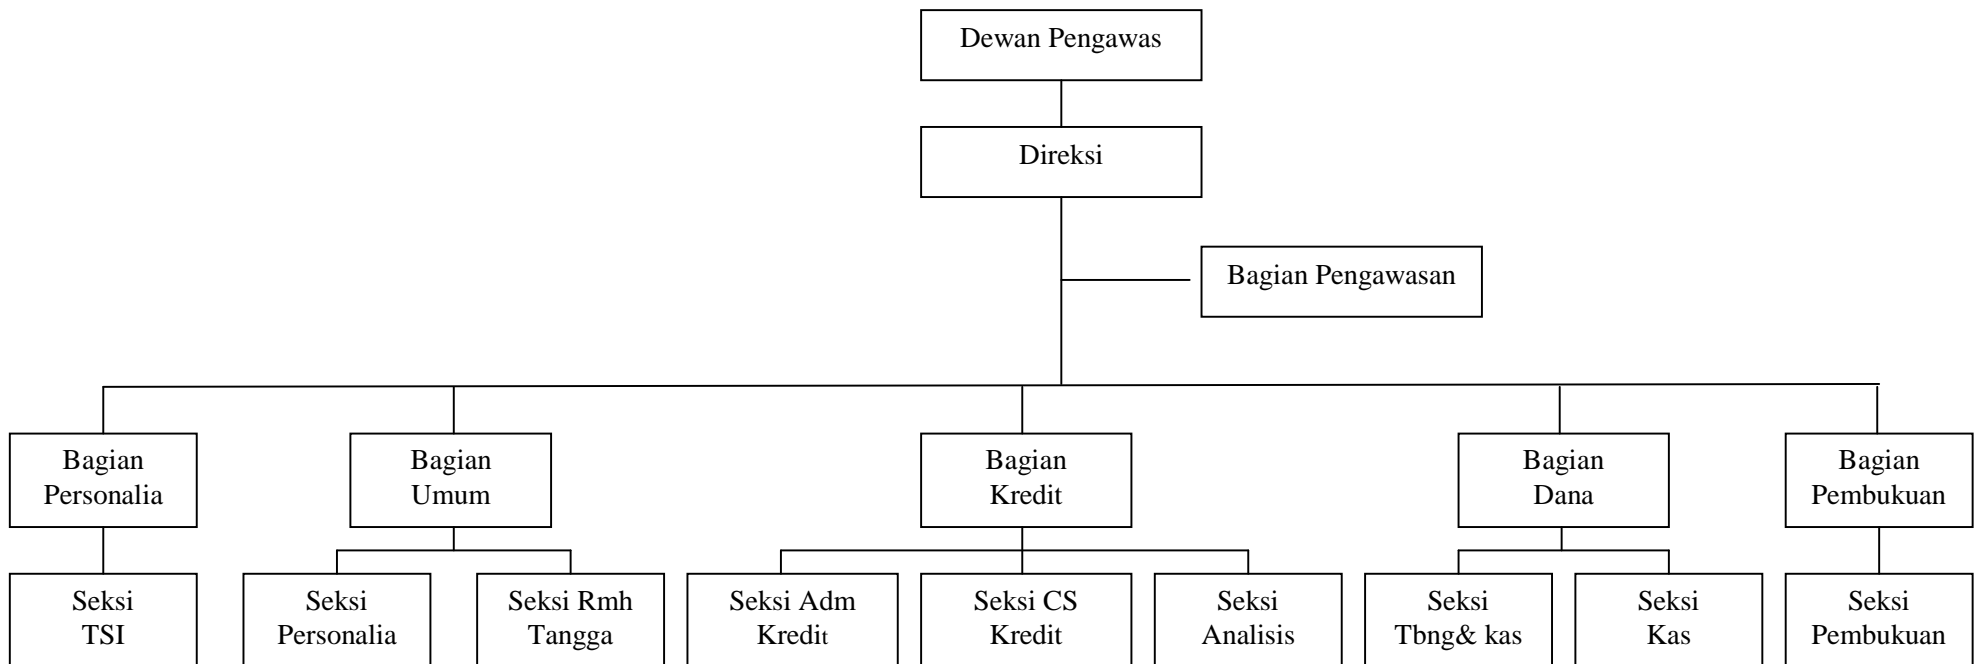 Dewan Pengawas
Direksi
Bagian Pengawasan
Bagian
Personalia
Bagian
Umum
Bagian
Kredit
Bagian
Dana
Bagian
Pembukuan
Seksi
TSI
Seksi
Personalia
Seksi Rmh
Tangga
Seksi Adm
Kredit
Seksi CS
Kredit
Seksi
Analisis
Seksi
Tbng& kas
Seksi
Kas
Seksi
Pembukuan